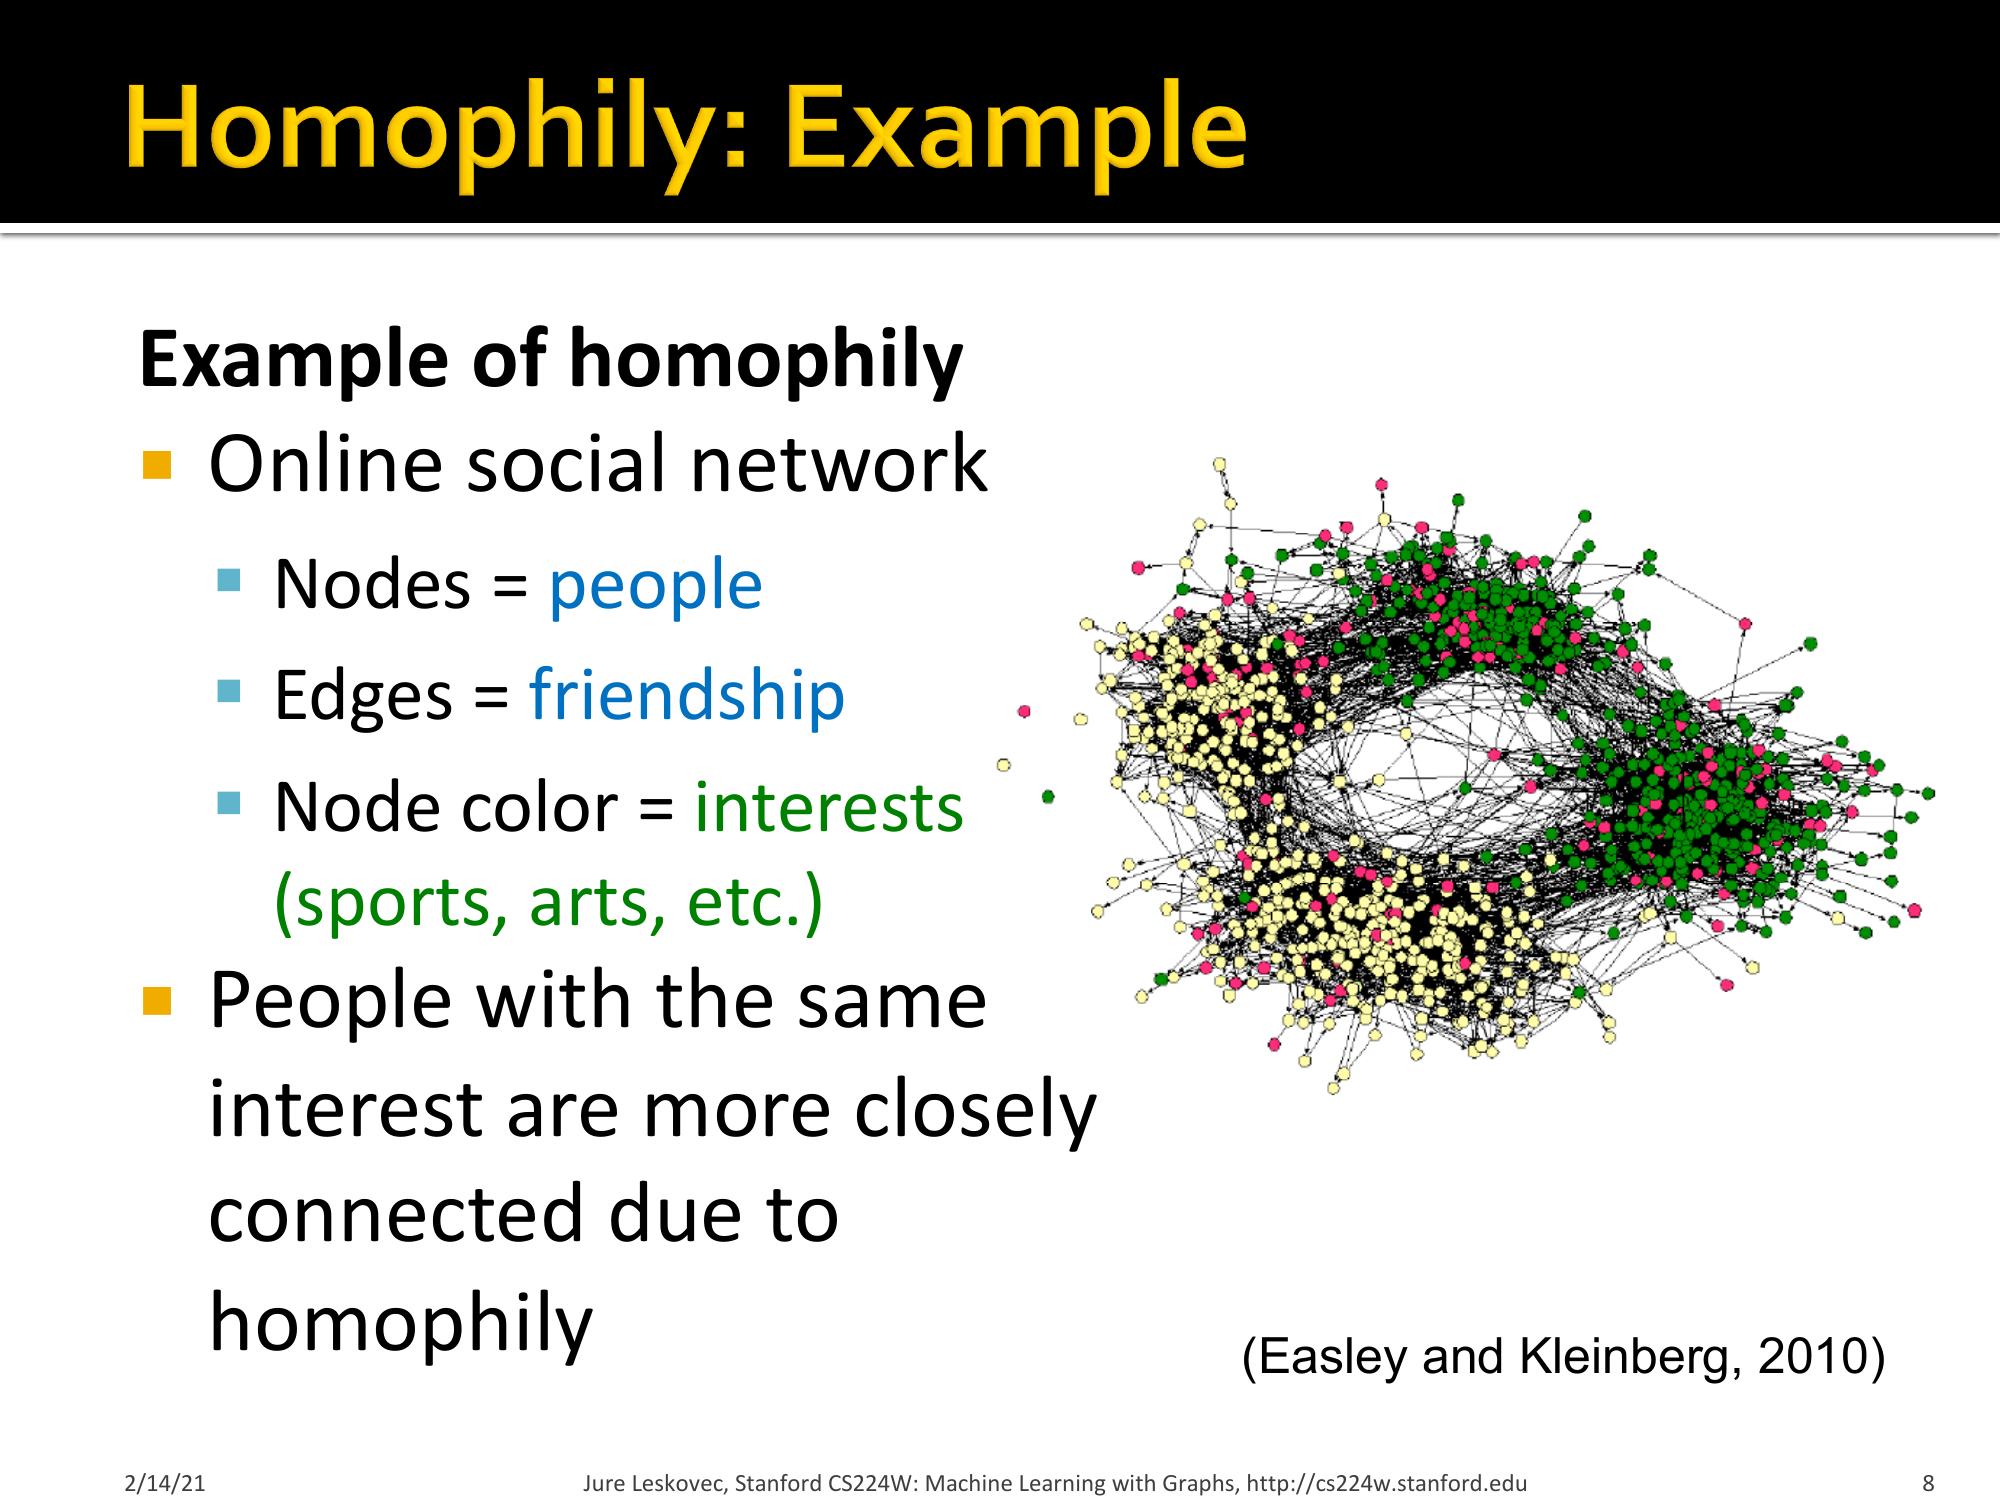 Homophily: Example
Example of homophily
Online social network
Nodes = people
Edges = friendship
Node color = interests
(sports, arts, etc.)
People with the same
interest are more closely
connected due to
homophily
(Easley and Kleinberg, 2010)
2/14/21
Jure Leskovec, Stanford CS224W: Machine Learning with Graphs, http://cs224w.stanford.edu
8